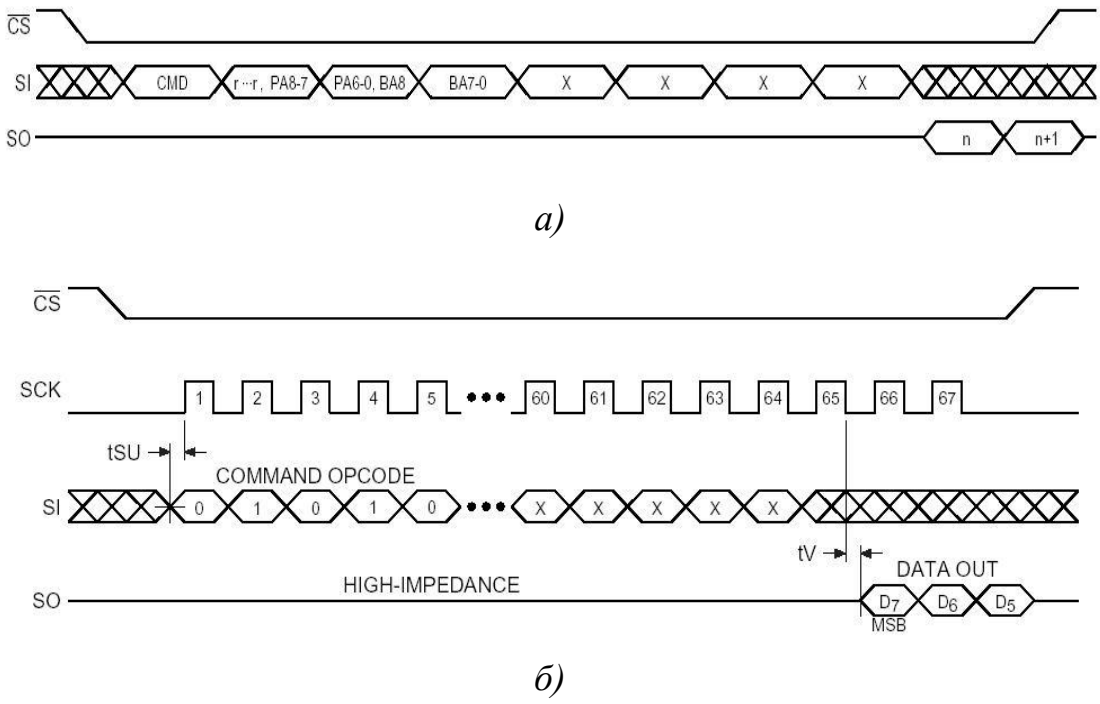 CS
SI CMD r···r, PA8-7 PA6-0, BA8 BA7-0 X X X X
SO n n+1
а)
CS
SCK 1 2 3 4 5 ••• 60 61 62 63 64 65 66 67
tSU
COMMAND OPCODE
SI 0 1 0 1 0 ••• X X X X X
tV
HIGH-IMPEDANCE
DATA OUT
SO D7 D6 D5
MSB
б)